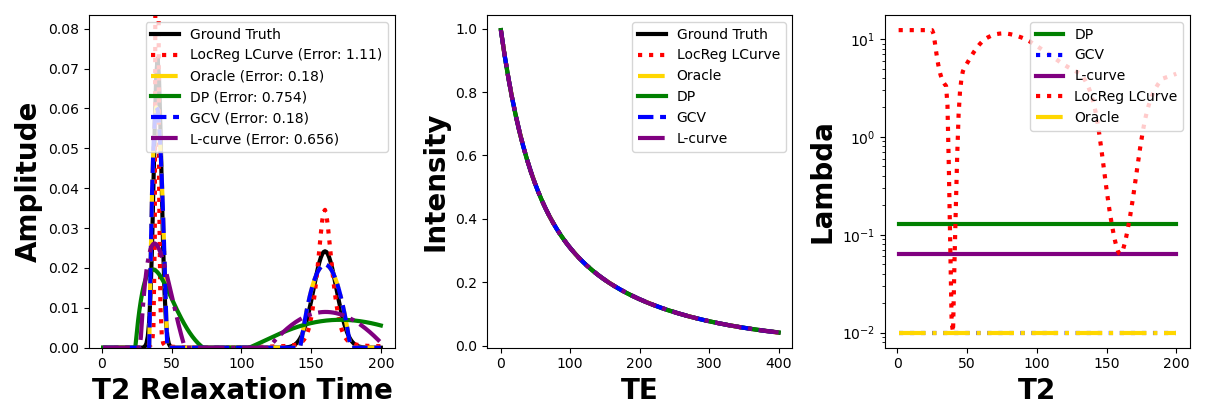 0.08
0.07
0.06
0.05
0.04
0.03
0.02
0.01
0.00
Amplitude
0
50
100
150
200
T2 Relaxation Time
Ground Truth
LocReg LCurve (Error: 1.11)
Oracle (Error: 0.18)
DP (Error: 0.754)
GCV (Error: 0.18)
L-curve (Error: 0.656)
1.0
0.8
0.6
0.4
0.2
0.0
Intensity
0
100
200
300
400
TE
Ground Truth
LocReg LCurve
Oracle
DP
GCV
L-curve
10¹
10⁰
10⁻¹
10⁻²
Lambda
0
50
100
150
200
T2
DP
GCV
L-curve
LocReg LCurve
Oracle